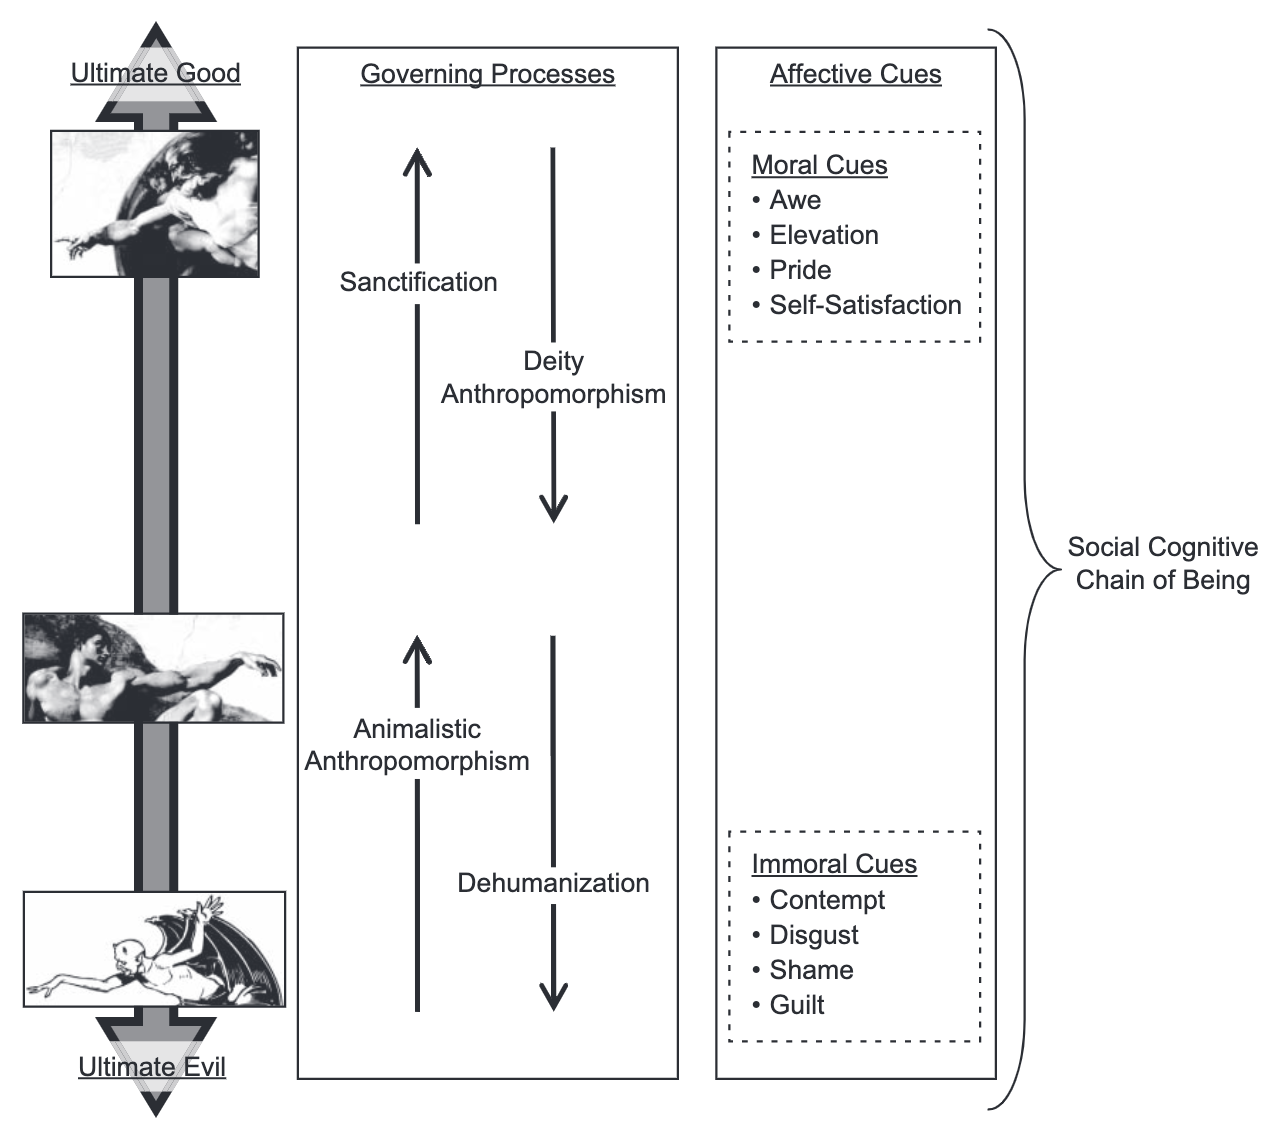 Ultimate Good
Governing Processes
Affective Cues
Moral Cues
• Awe
• Elevation
• Pride
• Self-Satisfaction
Sanctification
Deity
Anthropomorphism
Social Cognitive
Chain of Being
Animalistic
Anthropomorphism
Dehumanization
Immoral Cues
• Contempt
• Disgust
• Shame
• Guilt
Ultimate Evil